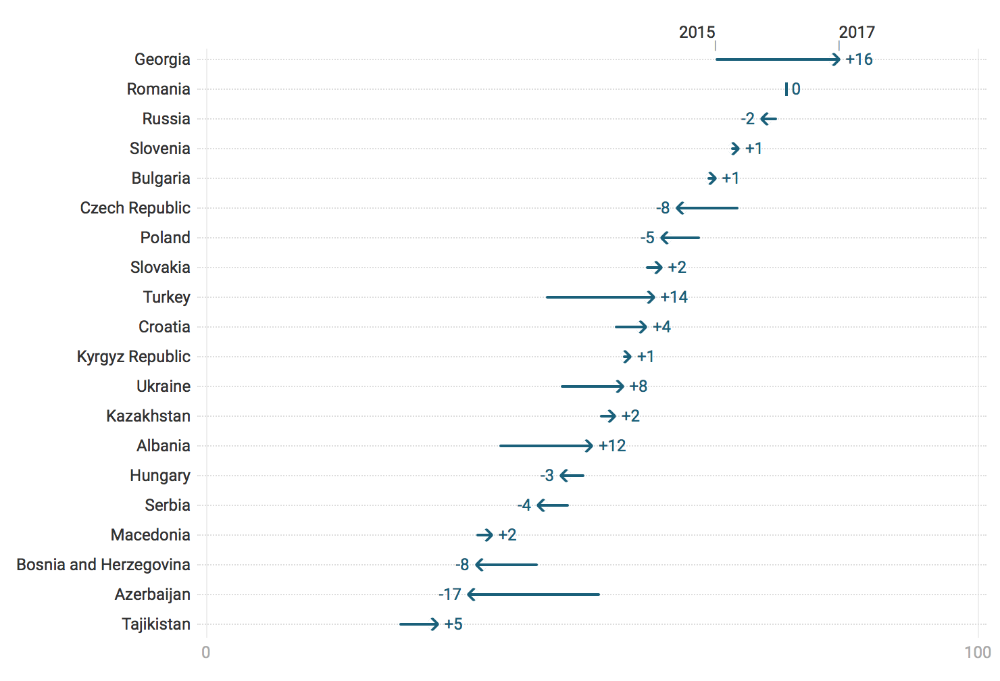 2015 2017
Georgia +16
Romania 0
Russia -2
Slovenia +1
Bulgaria +1
Czech Republic -8
Poland -5
Slovakia +2
Turkey +14
Croatia +4
Kyrgyz Republic +1
Ukraine +8
Kazakhstan +2
Albania +12
Hungary -3
Serbia -4
Macedonia +2
Bosnia and Herzegovina -8
Azerbaijan -17
Tajikistan +5
0 100